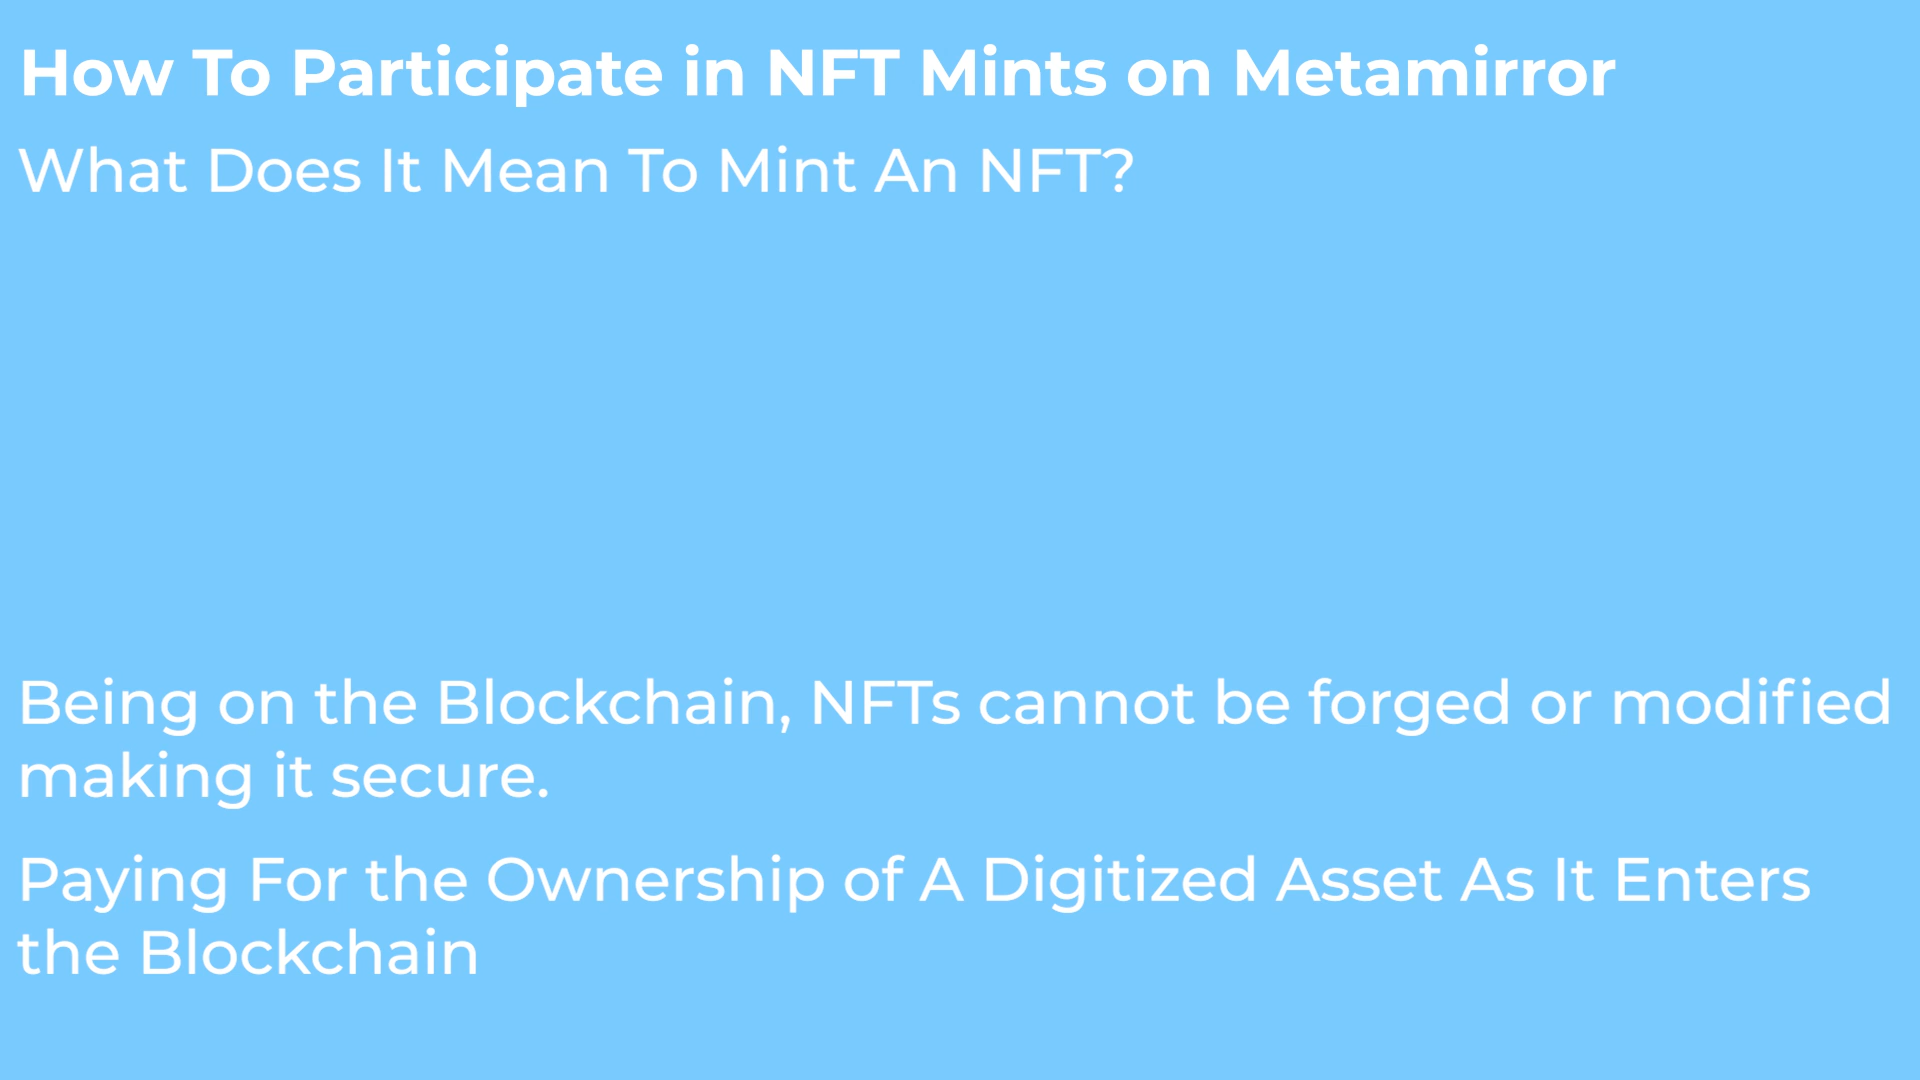 How To Participate in NFT Mints on Metamirror
What Does It Mean To Mint An NFT?
Being on the Blockchain, NFTs cannot be forged or modified
making it secure.
Paying For the Ownership of A Digitized Asset As It Enters
the Blockchain